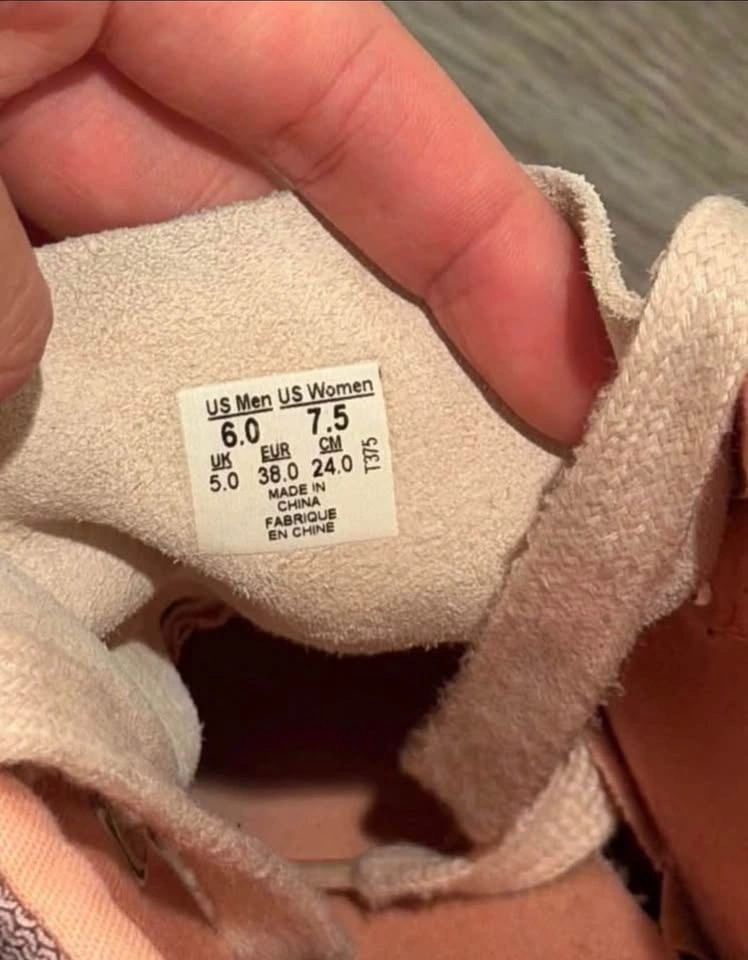 US Men US Women
6.0 7.5
UK EUR CM
5.0 38.0 24.0 T375
MADE IN
CHINA
FABRIQUE
EN CHINE